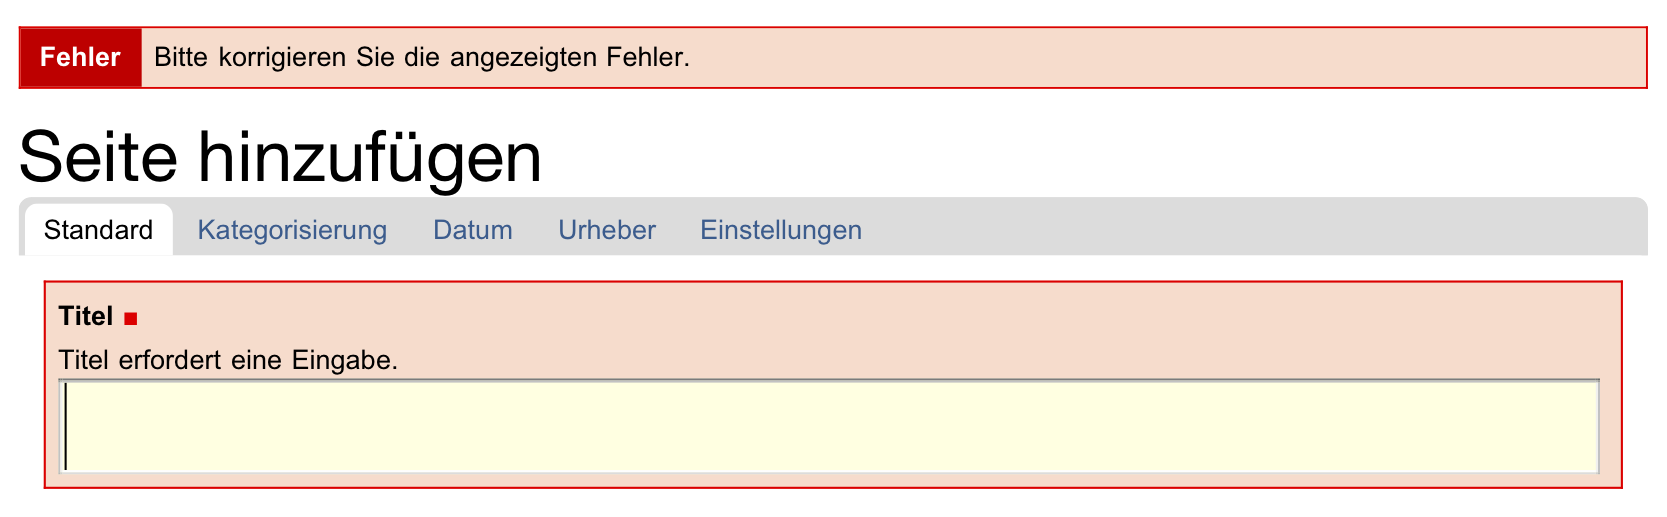 Fehler Bitte korrigieren Sie die angezeigten Fehler.
Seite hinzufügen
Standard Kategorisierung Datum Urheber Einstellungen
Titel
Titel erfordert eine Eingabe.